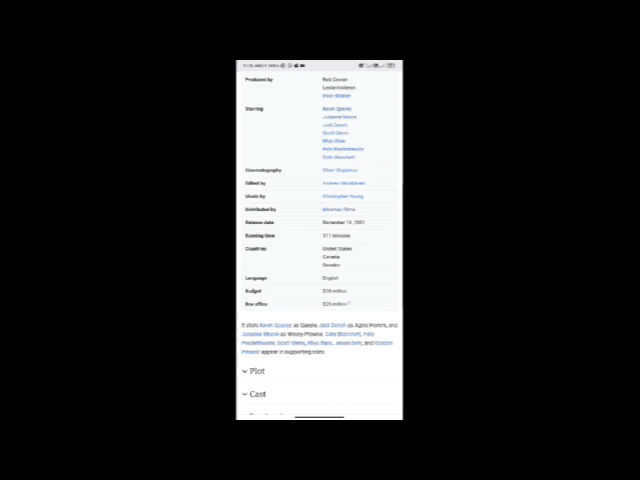 Produced by Rob Cowan
Leslie Holleran
Irwin Winkler
Starring Kevin Spacey
Julianne Moore
Judi Dench
Scott Glenn
Rhys Ifans
Pete Postlethwaite
Cate Blanchett
Cinematography Oliver Stapleton
Edited by Andrew Mondshein
Music by Christopher Young
Distributed by Miramax Films
Release date December 18, 2001
Running time 111 minutes
Countries United States
Canada
Sweden
Language English
Budget
Box office
It stars Kevin Spacey as Quoyle, Judi Dench as Agnis Hamm, and
Julianne Moore as Wavey Prowse. Cate Blanchett, Pete
Postlethwaite, Scott Glenn, Rhys Ifans, Jason Behr, and Gordon
Pinsent appear in supporting roles.
Plot
Cast